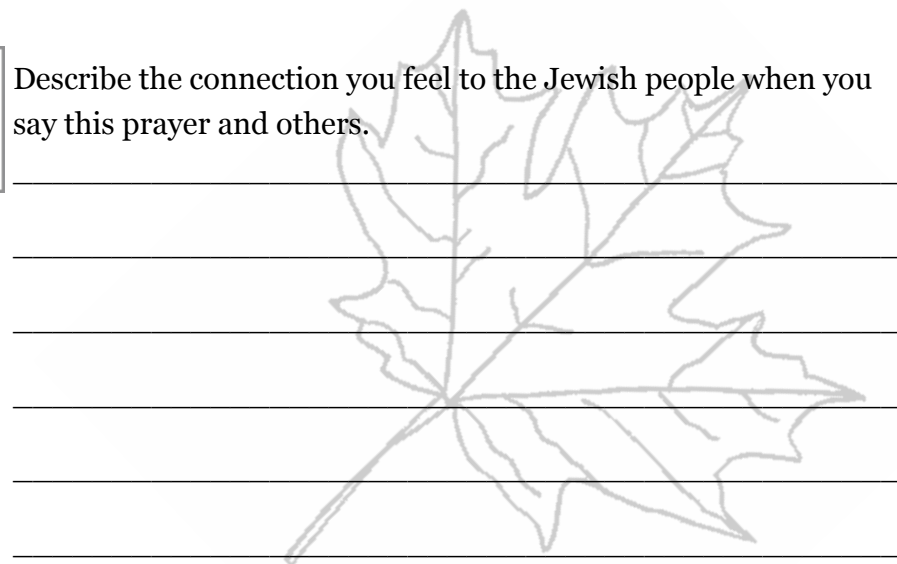 Describe the connection you feel to the Jewish people when you
say this prayer and others.